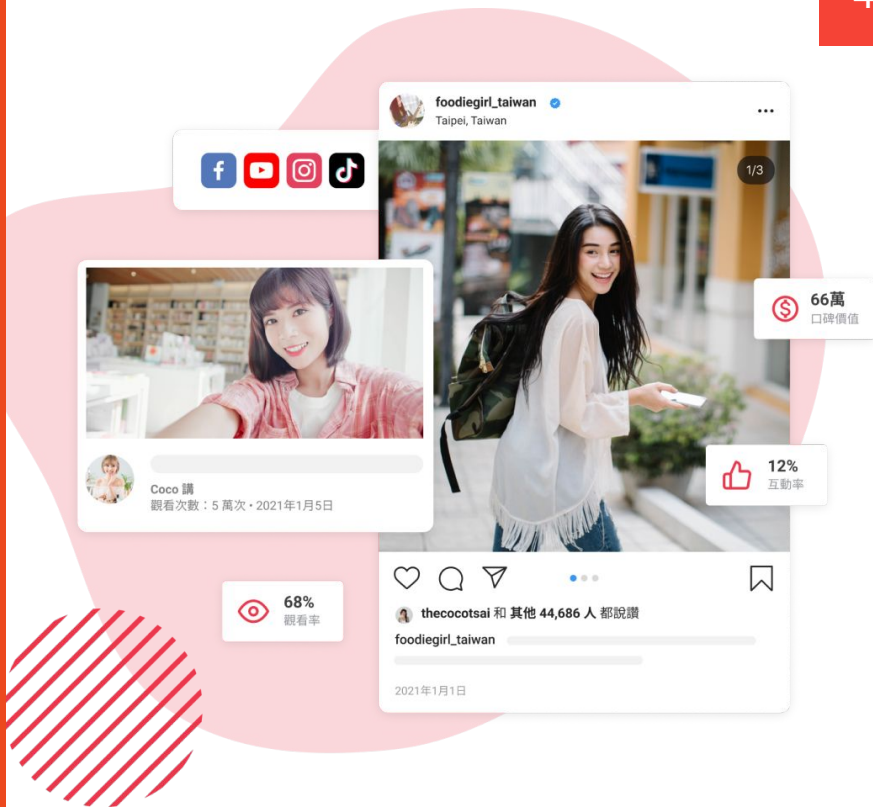 foodiegirl_taiwan
Taipei, Taiwan
1/3
66萬
口碑價值
Coco 講
觀看次數：5 萬次・2021年1月5日
12%
互動率
68%
觀看率
thecocotsai 和 其他 44,686 人 都說讚
foodiegirl_taiwan
2021年1月1日